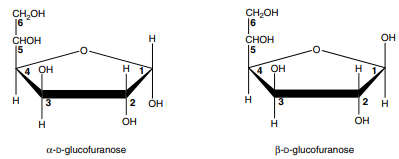 CH₂OH
6
CHOH
5
O
H
4
OH
H
1
H
3
2
OH
H
OH
α-D-glucofuranose
CH₂OH
6
CHOH
5
O
OH
4
OH
H
1
H
3
2
H
H
OH
β-D-glucofuranose